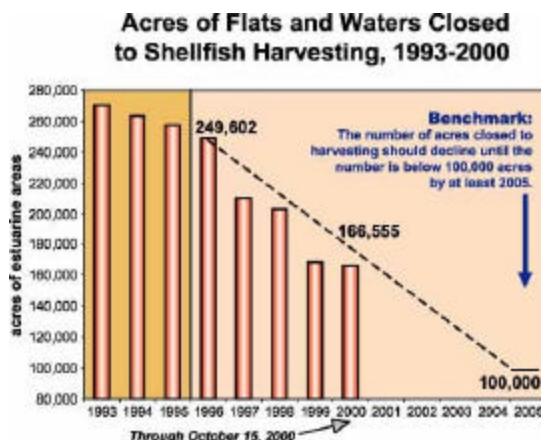 Acres of Flats and Waters Closed
to Shellfish Harvesting, 1993-2000
acres of estuarine areas
280,000
260,000
240,000
220,000
200,000
180,000
160,000
140,000
120,000
100,000
80,000
249,602
166,555
100,000
Benchmark:
The number of acres closed to
harvesting should decline until the
number is below 100,000 acres
by at least 2005.
1993 1994 1995 1996 1997 1998 1999 2000 2001 2002 2003 2004 2005
Through October 15, 2000